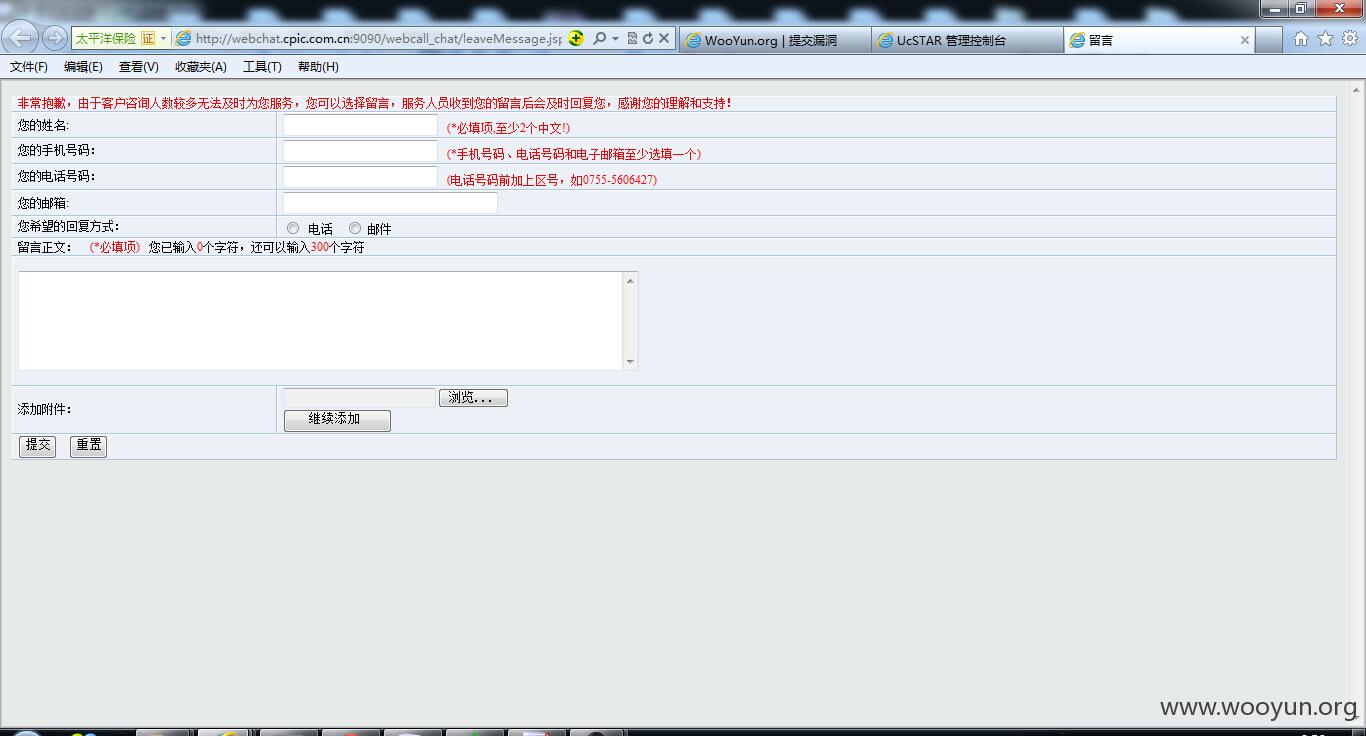 太平洋保险 证 http://webchat.cpic.com.cn:9090/webcall_chat/leaveMessage.jsp WooYun.org | 提交漏洞 UcSTAR 管理控制台 留言
文件(F) 编辑(E) 查看(V) 收藏夹(A) 工具(T) 帮助(H)
非常抱歉，由于客户咨询人数较多无法及时为您服务，您可以选择留言，服务人员收到您的留言后会及时回复您，感谢您的理解和支持！
您的姓名: (*必填项,至少2个中文!)
您的手机号码： (*手机号码、电话号码和电子邮箱至少选填一个)
您的电话号码： (电话号码前加上区号，如0755-5606427)
您的邮箱:
您希望的回复方式： 电话 邮件
留言正文： (*必填项) 您已输入0个字符，还可以输入300个字符
添加附件： 浏览...
继续添加
提交 重置
www.wooyun.org